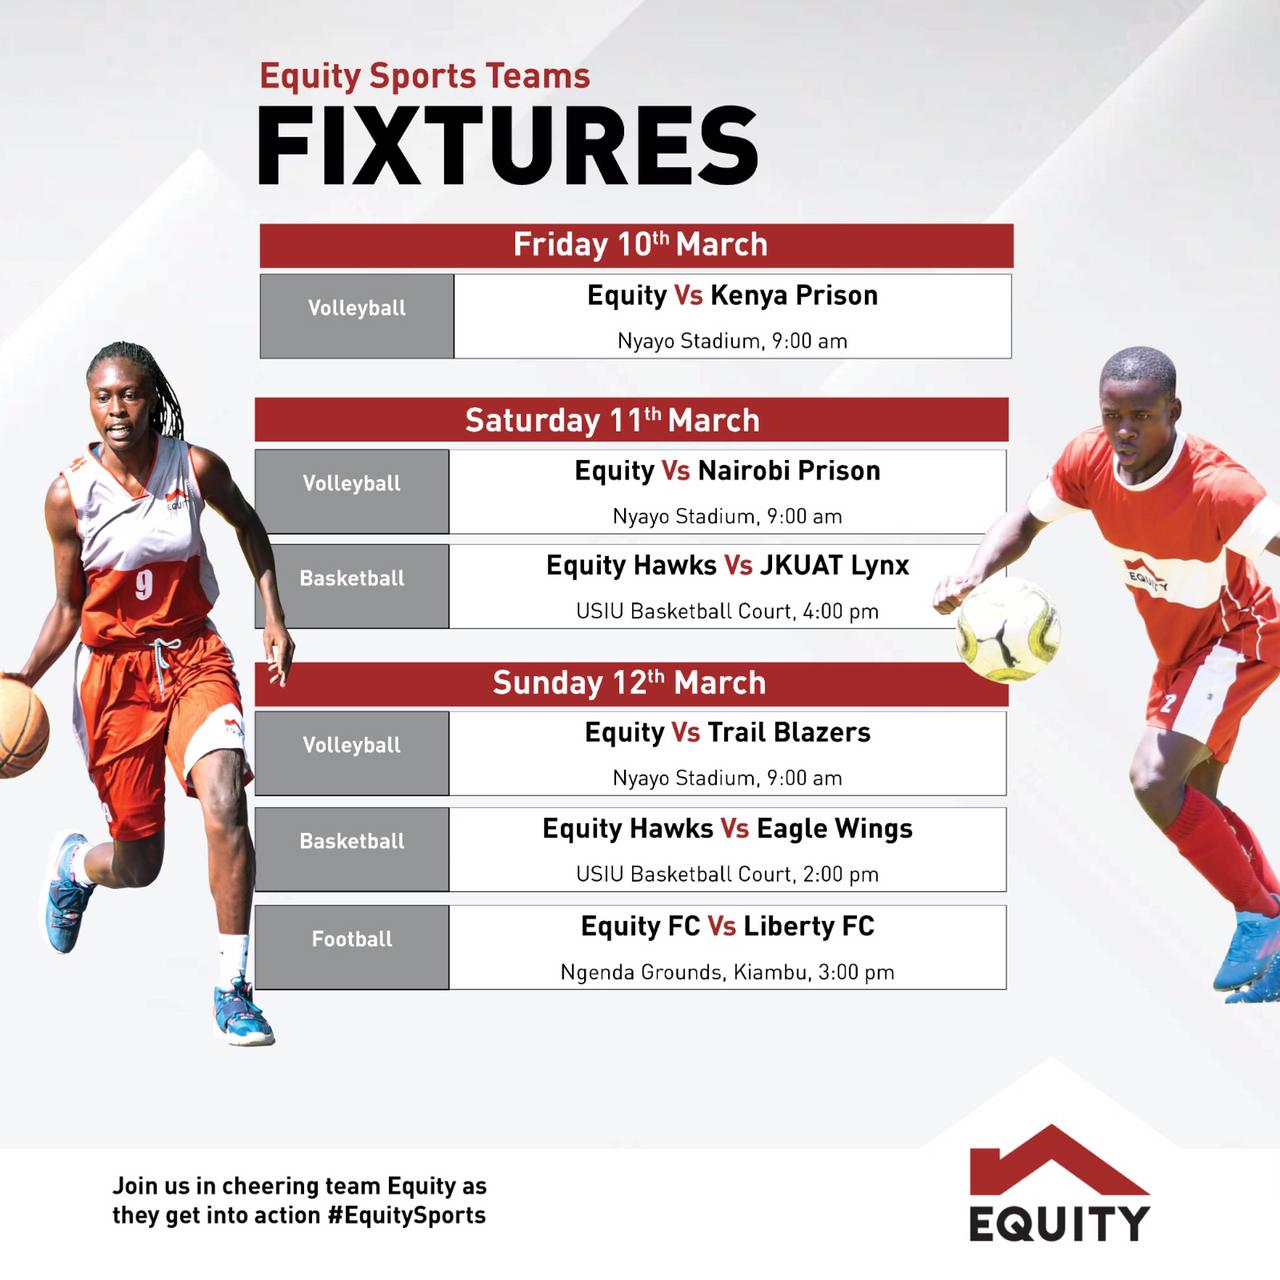 Equity Sports Teams
FIXTURES
Friday 10th March
Volleyball
Equity Vs Kenya Prison
Nyayo Stadium, 9:00 am
Saturday 11th March
Volleyball
Equity Vs Nairobi Prison
Nyayo Stadium, 9:00 am
Basketball
Equity Hawks Vs JKUAT Lynx
USIU Basketball Court, 4:00 pm
Sunday 12th March
Volleyball
Equity Vs Trail Blazers
Nyayo Stadium, 9:00 am
Basketball
Equity Hawks Vs Eagle Wings
USIU Basketball Court, 2:00 pm
Football
Equity FC Vs Liberty FC
Ngenda Grounds, Kiambu, 3:00 pm
EQUITY
9
EQUITY
2
Join us in cheering team Equity as
they get into action #EquitySports
EQUITY